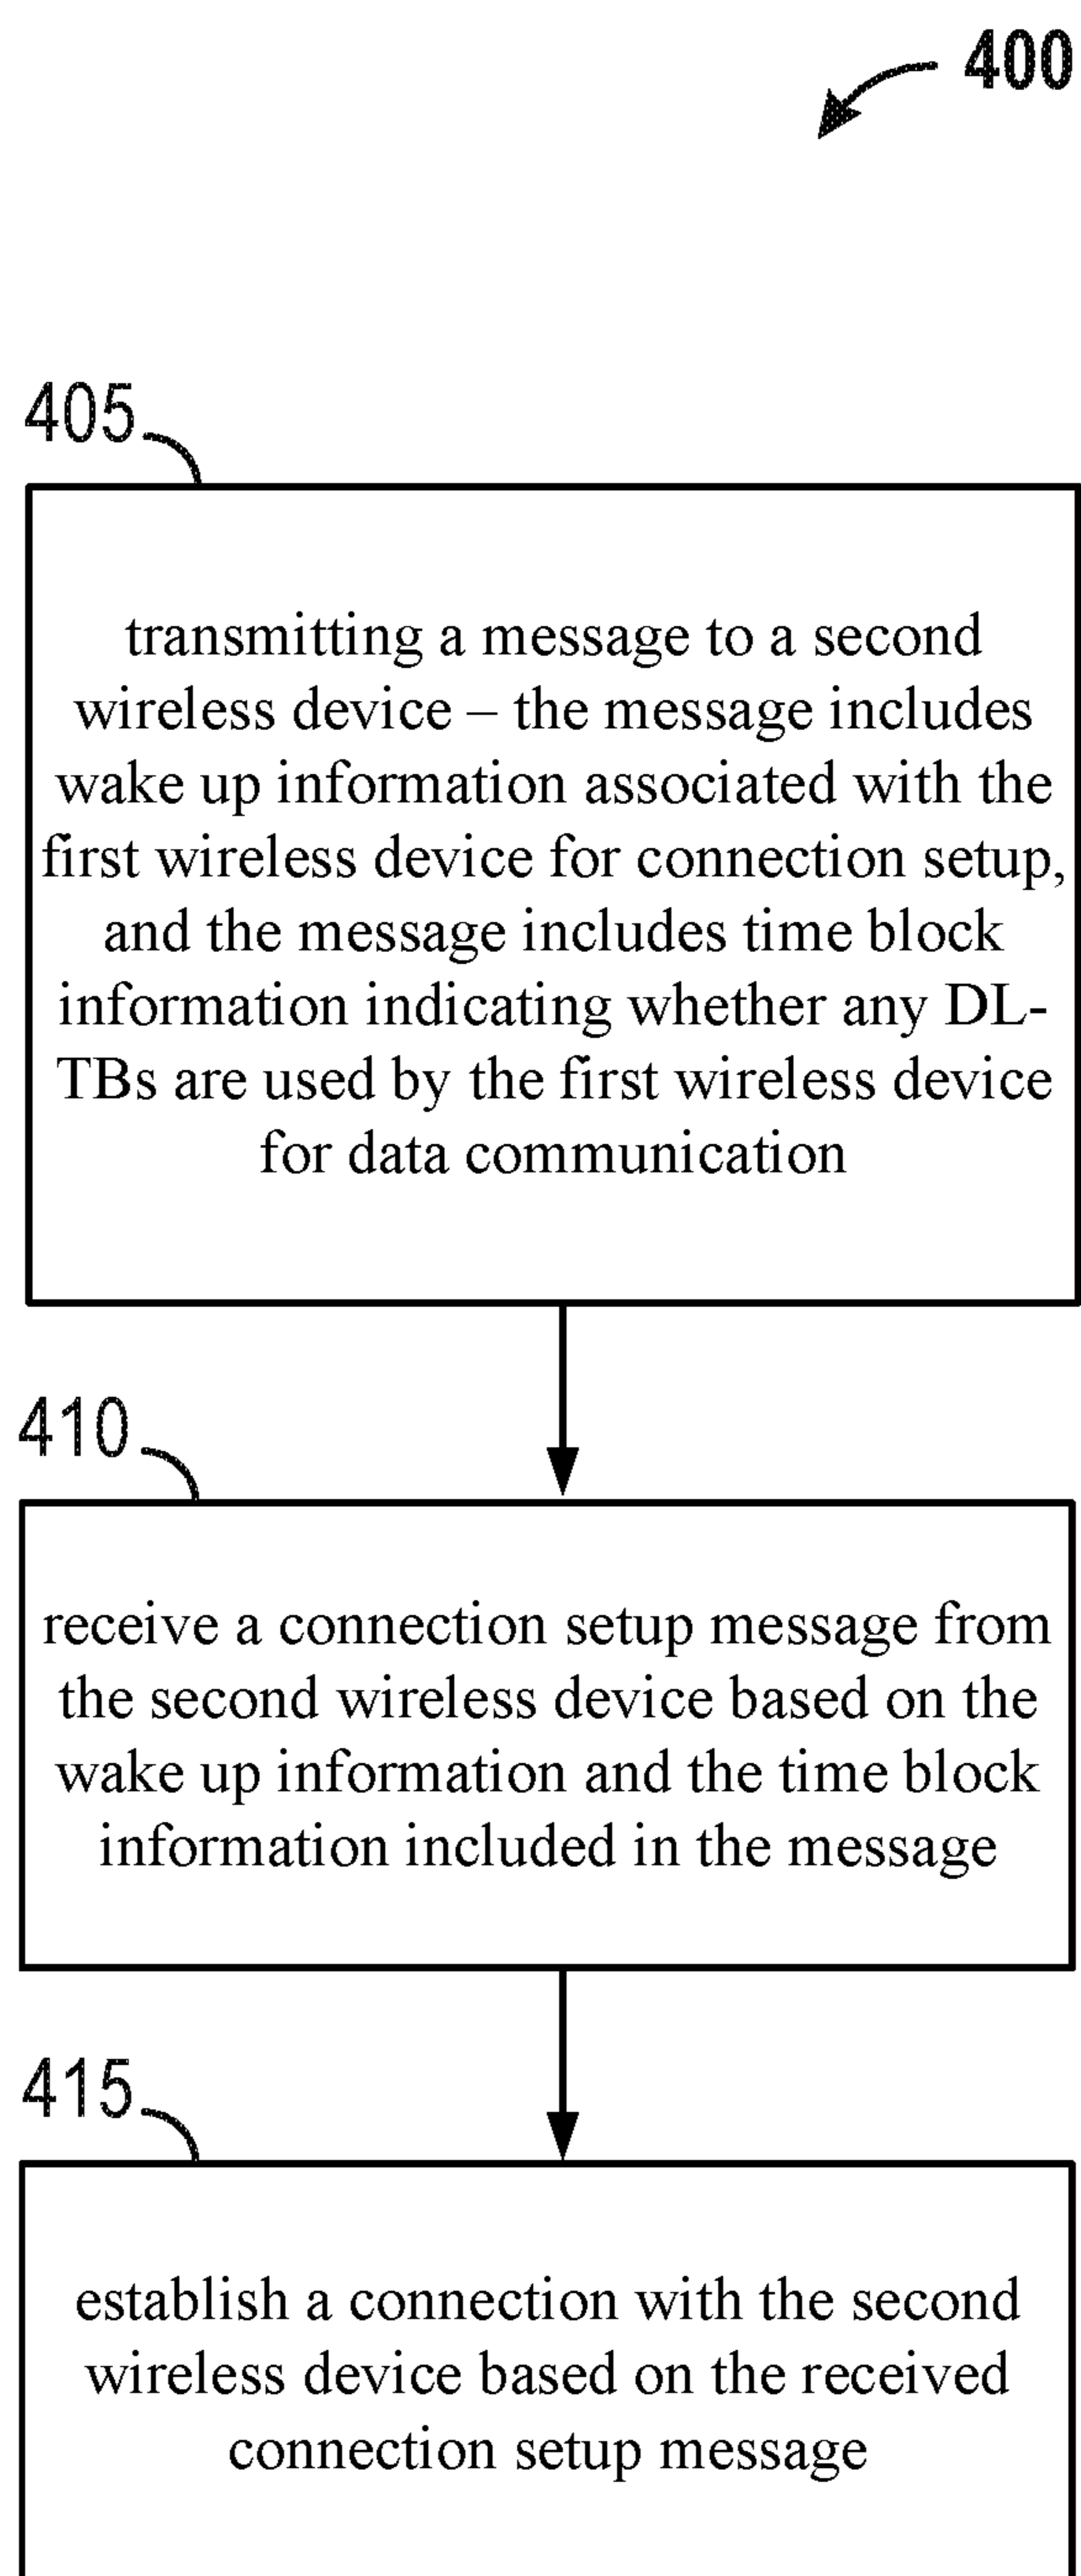 400
405
transmitting a message to a second
wireless device – the message includes
wake up information associated with the
first wireless device for connection setup,
and the message includes time block
information indicating whether any DL-
TBs are used by the first wireless device
for data communication
410
receive a connection setup message from
the second wireless device based on the
wake up information and the time block
information included in the message
415
establish a connection with the second
wireless device based on the received
connection setup message